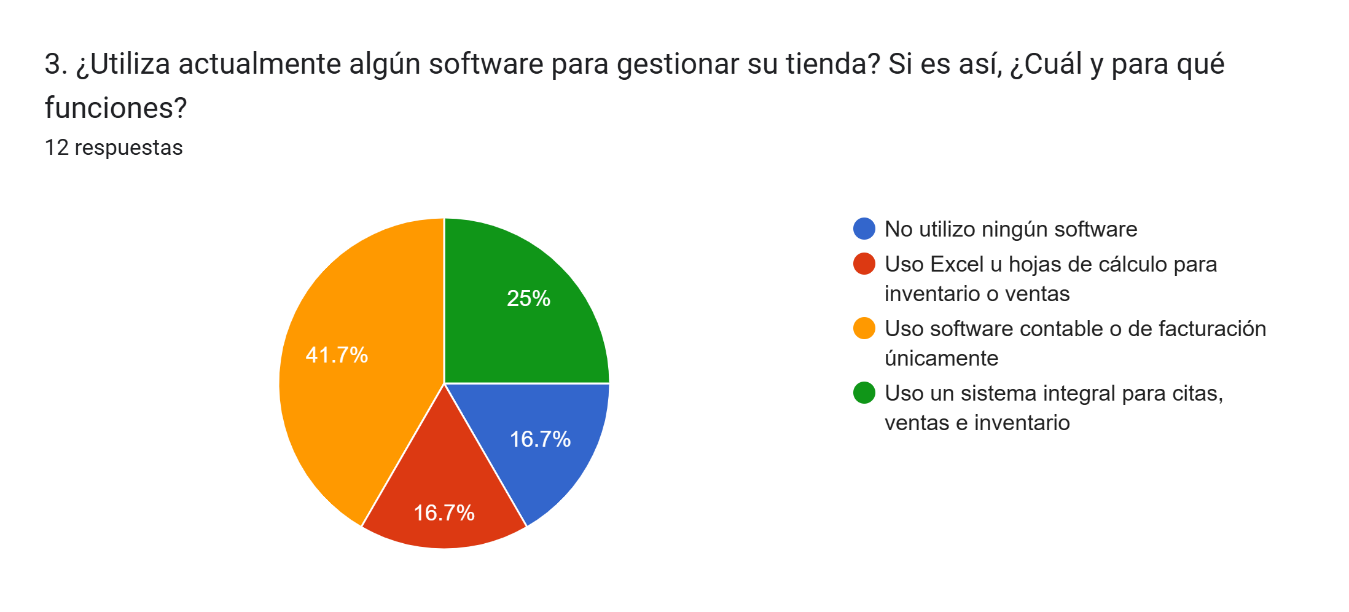 3. ¿Utiliza actualmente algún software para gestionar su tienda? Si es así, ¿Cuál y para qué
funciones?
12 respuestas
25%
41.7%
16.7%
16.7%
No utilizo ningún software
Uso Excel u hojas de cálculo para
inventario o ventas
Uso software contable o de facturación
únicamente
Uso un sistema integral para citas,
ventas e inventario